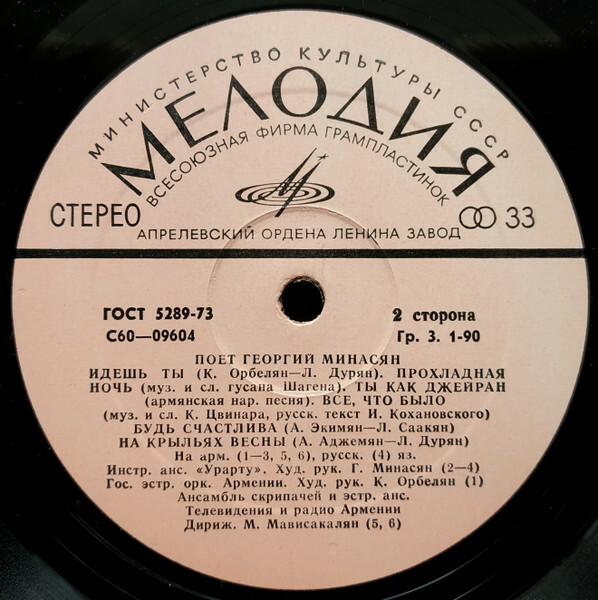 МИНИСТЕРСТВО КУЛЬТУРЫ СССР
МЕЛОДИЯ
ВСЕСОЮЗНАЯ ФИРМА ГРАМПЛАСТИНОК
СТЕРЕО
33
АПРЕЛЕВСКИЙ ОРДЕНА ЛЕНИНА ЗАВОД
ГОСТ 5289-73 2 сторона
С60—09604 Гр. 3. 1-90
ПОЕТ ГЕОРГИЙ МИНАСЯН
ИДЕШЬ ТЫ (К. Орбелян—Л. Дурян). ПРОХЛАДНАЯ
НОЧЬ (муз. и сл. гусана Шагена). ТЫ КАК ДЖЕЙРАН
(армянская нар. песня). ВСЕ, ЧТО БЫЛО
(муз. и сл. К. Цвинара, русск. текст И. Кохановского)
БУДЬ СЧАСТЛИВА (А. Экимян—Л. Саакян)
НА КРЫЛЬЯХ ВЕСНЫ (А. Аджемян—Л. Дурян)
На арм. (1—3, 5, 6), русск. (4) яз.
Инстр. анс. «Урарту». Худ. рук. Г. Минасян (2—4)
Гос. эстр. орк. Армении. Худ. рук. К. Орбелян (1)
Ансамбль скрипачей и эстр. анс.
Телевидения и радио Армении
Дириж. М. Мависакалян (5, 6)